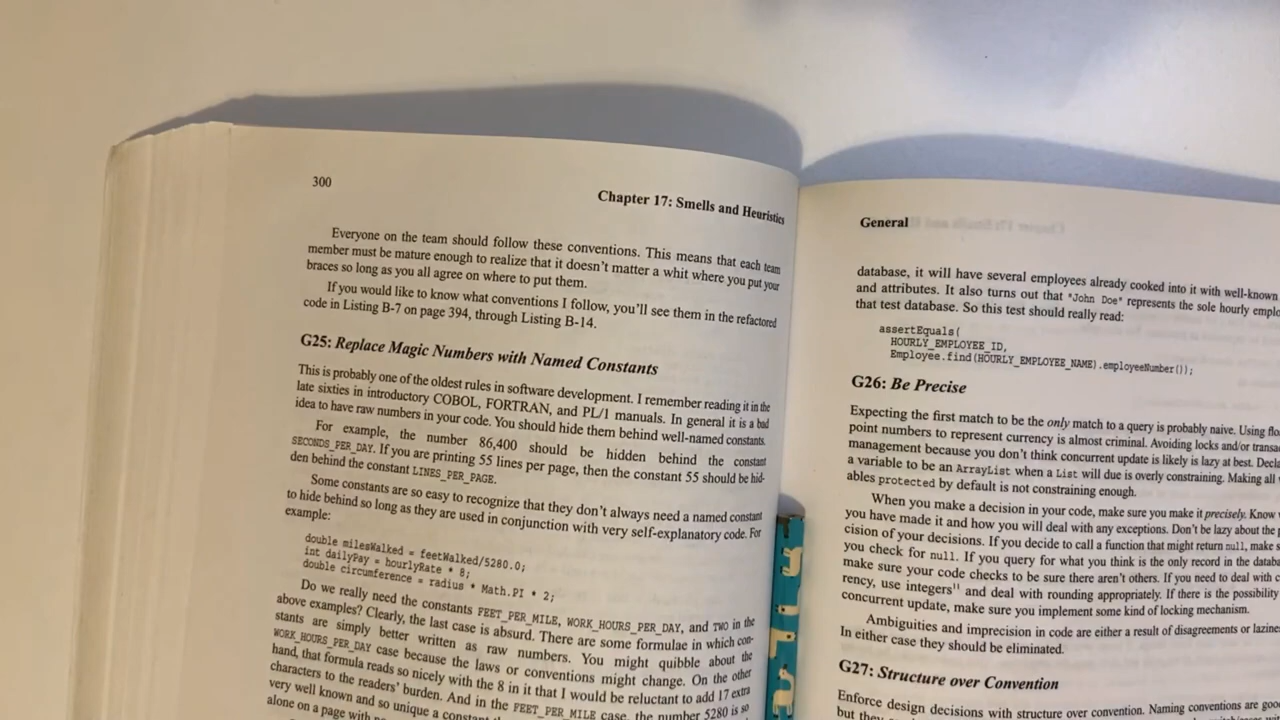 300
Chapter 17: Smells and Heuristics
Everyone on the team should follow these conventions. This means that each team
member must be mature enough to realize that it doesn't matter a whit where you put your
braces so long as you all agree on where to put them.
If you would like to know what conventions I follow, you'll see them in the refactored
code in Listing B-7 on page 394, through Listing B-14.
G25: Replace Magic Numbers with Named Constants
This is probably one of the oldest rules in software development. I remember reading it in the
late sixties in introductory COBOL, FORTRAN, and PL/1 manuals. In general it is a bad
idea to have raw numbers in your code. You should hide them behind well-named constants.
For example, the number 86,400 should be hidden behind the constant
SECONDS_PER_DAY. If you are printing 55 lines per page, then the constant 55 should be hid-
den behind the constant LINES_PER_PAGE.
Some constants are so easy to recognize that they don't always need a named constant
to hide behind so long as they are used in conjunction with very self-explanatory code. For
example:
double milesWalked = feetWalked/5280.0;
int dailyPay = hourlyRate * 8;
double circumference = radius * Math.PI * 2;
Do we really need the constants FEET_PER_MILE, WORK_HOURS_PER_DAY, and TWO in the
above examples? Clearly, the last case is absurd. There are some formulae in which con-
stants are simply better written as raw numbers. You might quibble about the
WORK_HOURS_PER_DAY case because the laws or conventions might change. On the other
hand, that formula reads so nicely with the 8 in it that I would be reluctant to add 17 extra
characters to the readers' burden. And in the FEET_PER_MILE case, the number 5280 is so
very well known and so unique a constant
alone on a page with
General
database, it will have several employees already cooked into it with well-known
and attributes. It also turns out that "John Doe" represents the sole hourly
that test database. So this test should really read:
assertEquals(
HOURLY_EMPLOYEE_ID,
Employee.find(HOURLY_EMPLOYEE_NAME).employeeNumber());
G26: Be Precise
Expecting the first match to be the only match to a query is probably naive. Using
point numbers to represent currency is almost criminal. Avoiding locks and/or
management because you don't think concurrent update is likely is lazy at best.
a variable to be an ArrayList when a List will due is overly constraining. Making all
ables protected by default is not constraining enough.
When you make a decision in your code, make sure you make it precisely. Know
you have made it and how you will deal with any exceptions. Don't be lazy about the
cision of your decisions. If you decide to call a function that might return null, make
you check for null. If you query for what you think is the only record in the
make sure your code checks to be sure there aren't others. If you need to deal with
rency, use integers11 and deal with rounding appropriately. If there is the possibility
concurrent update, make sure you implement some kind of locking mechanism.
Ambiguities and imprecision in code are either a result of disagreements or
In either case they should be eliminated.
G27: Structure over Convention
Enforce design decisions with structure over convention. Naming conventions are
but they